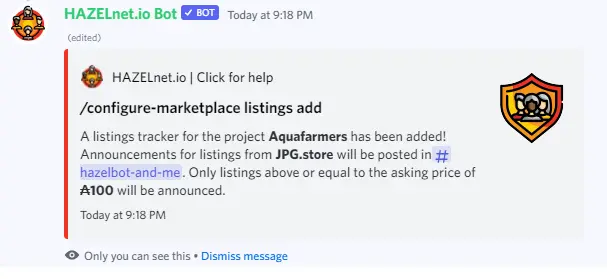 HAZELnet.io Bot ✓ BOT Today at 9:18 PM
(edited)
HAZELnet.io | Click for help
/configure-marketplace listings add
A listings tracker for the project Aquafarmers has been added!
Announcements for listings from JPG.store will be posted in #
hazelbot-and-me. Only listings above or equal to the asking price of
₳100 will be announced.
Today at 9:18 PM
Only you can see this • Dismiss message